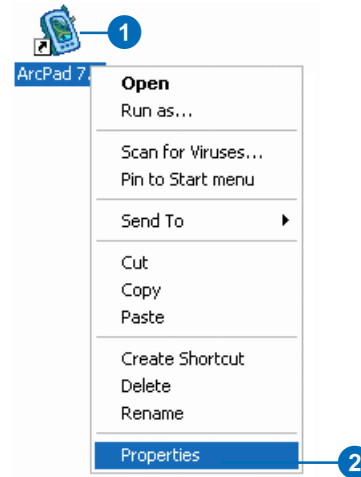 1
ArcPad 7.
Open
Run as...
Scan for Viruses...
Pin to Start menu
Send To
Cut
Copy
Paste
Create Shortcut
Delete
Rename
Properties
2